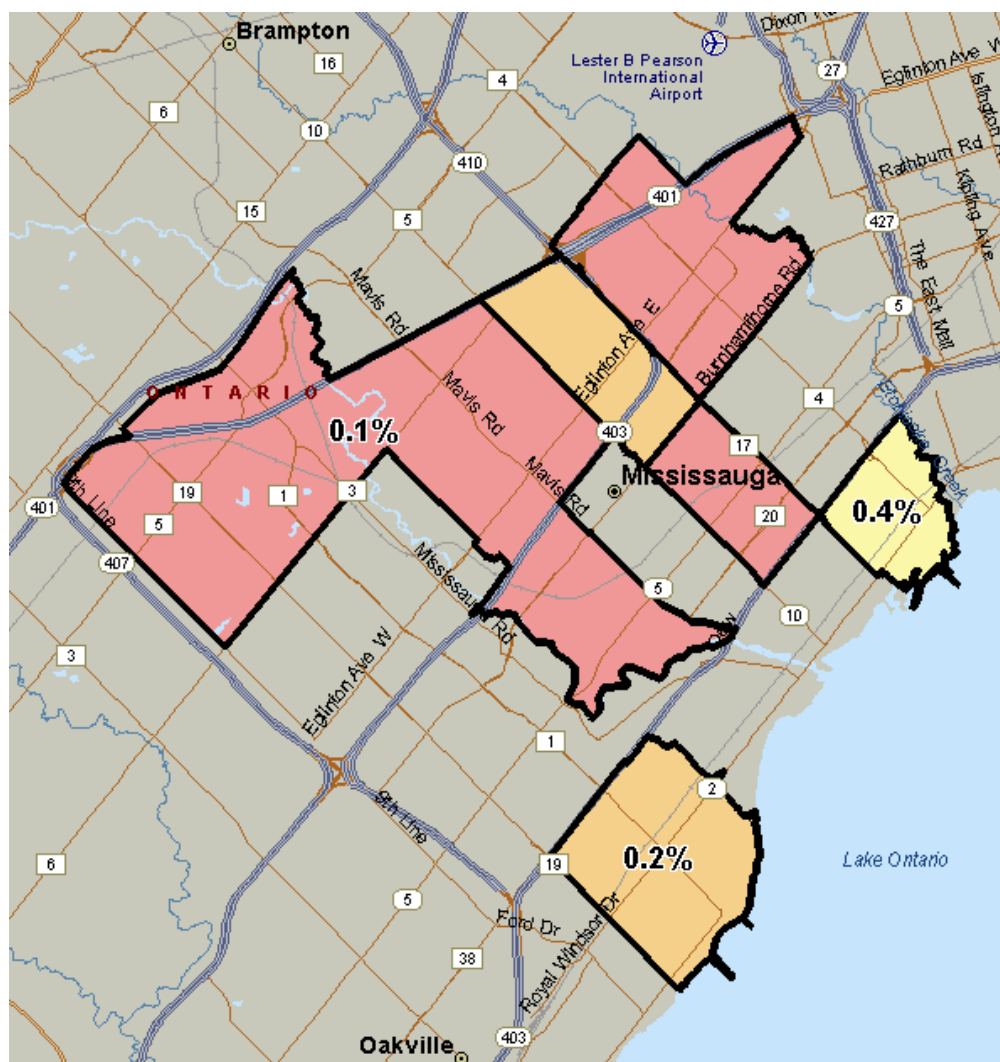 Brampton
Dixon Rd
Lester B Pearson
International
Airport
16
4
27
Eglinton Ave W
Islington A
6
10
410
Rathburn Rd
Kipling Ave
401
15
5
427
The East Mall
Mavis Rd
Eglinton Ave E
Burnhamthorpe Rd
5
ONTARIO
Mavis Rd
4
Etobicoke Creek
0.1%
403
17
Mississauga
9th Line
19
1
3
Mavis Rd
0.4%
401
5
20
407
Mississauga Rd
5
10
3
Eglinton Ave W
1
2
9th Line
6
19
0.2%
Lake Ontario
5
Ford Dr
Royal Windsor Dr
38
403
Oakville